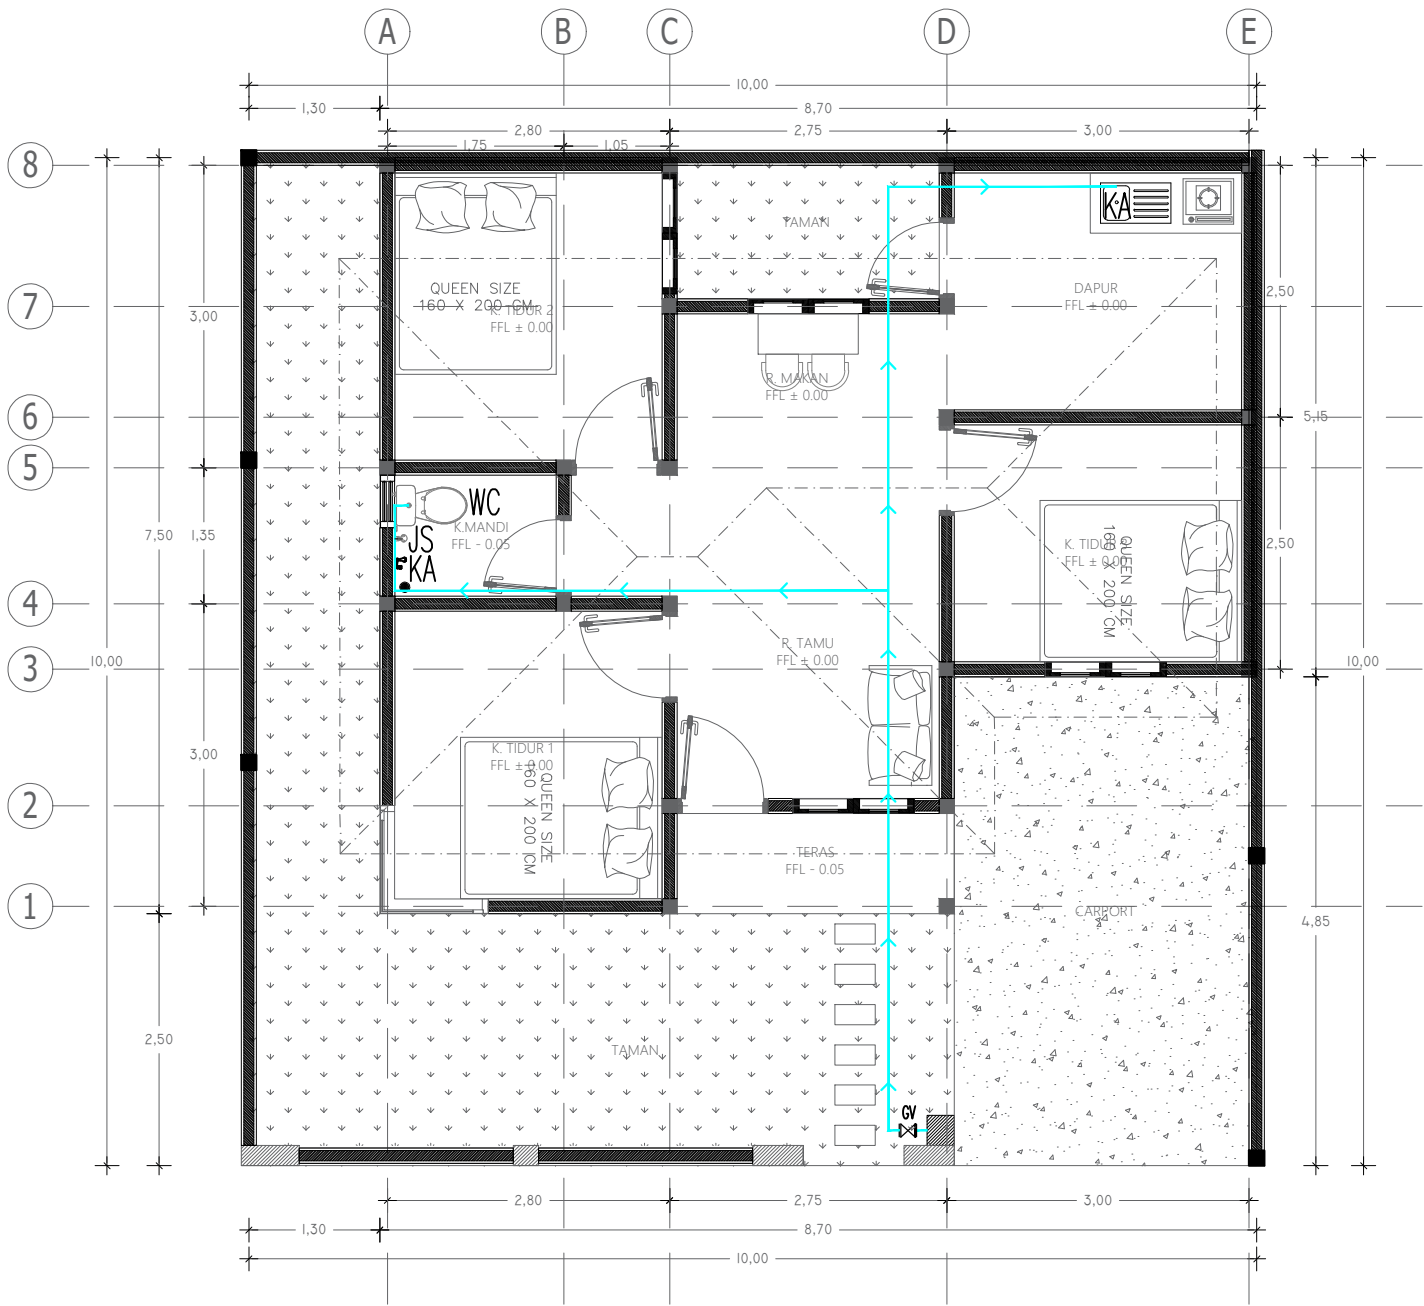 A B C D E
10,00
1,30 8,70
2,80 2,75 3,00
1,75 1,05
8
TAMAN
KA
QUEEN SIZE
160 X 200 CM
K. TIDUR 2
FFL ± 0.00
DAPUR
FFL ± 0.00
2,50
7
3,00
R. MAKAN
FFL ± 0.00
6
5,15
5
WC
K.MANDI
FFL - 0.05
JS
KA
7,50
1,35
K. TIDUR
FFL ± 0.00
QUEEN SIZE
160 X 200 CM
2,50
4
R. TAMU
FFL ± 0.00
3
10,00
10,00
3,00
K. TIDUR 1
FFL ± 0.00
QUEEN SIZE
160 X 200 CM
2
TERAS
FFL - 0.05
1
CARPORT
4,85
2,50
TAMAN
GV
2,80 2,75 3,00
1,30 8,70
10,00